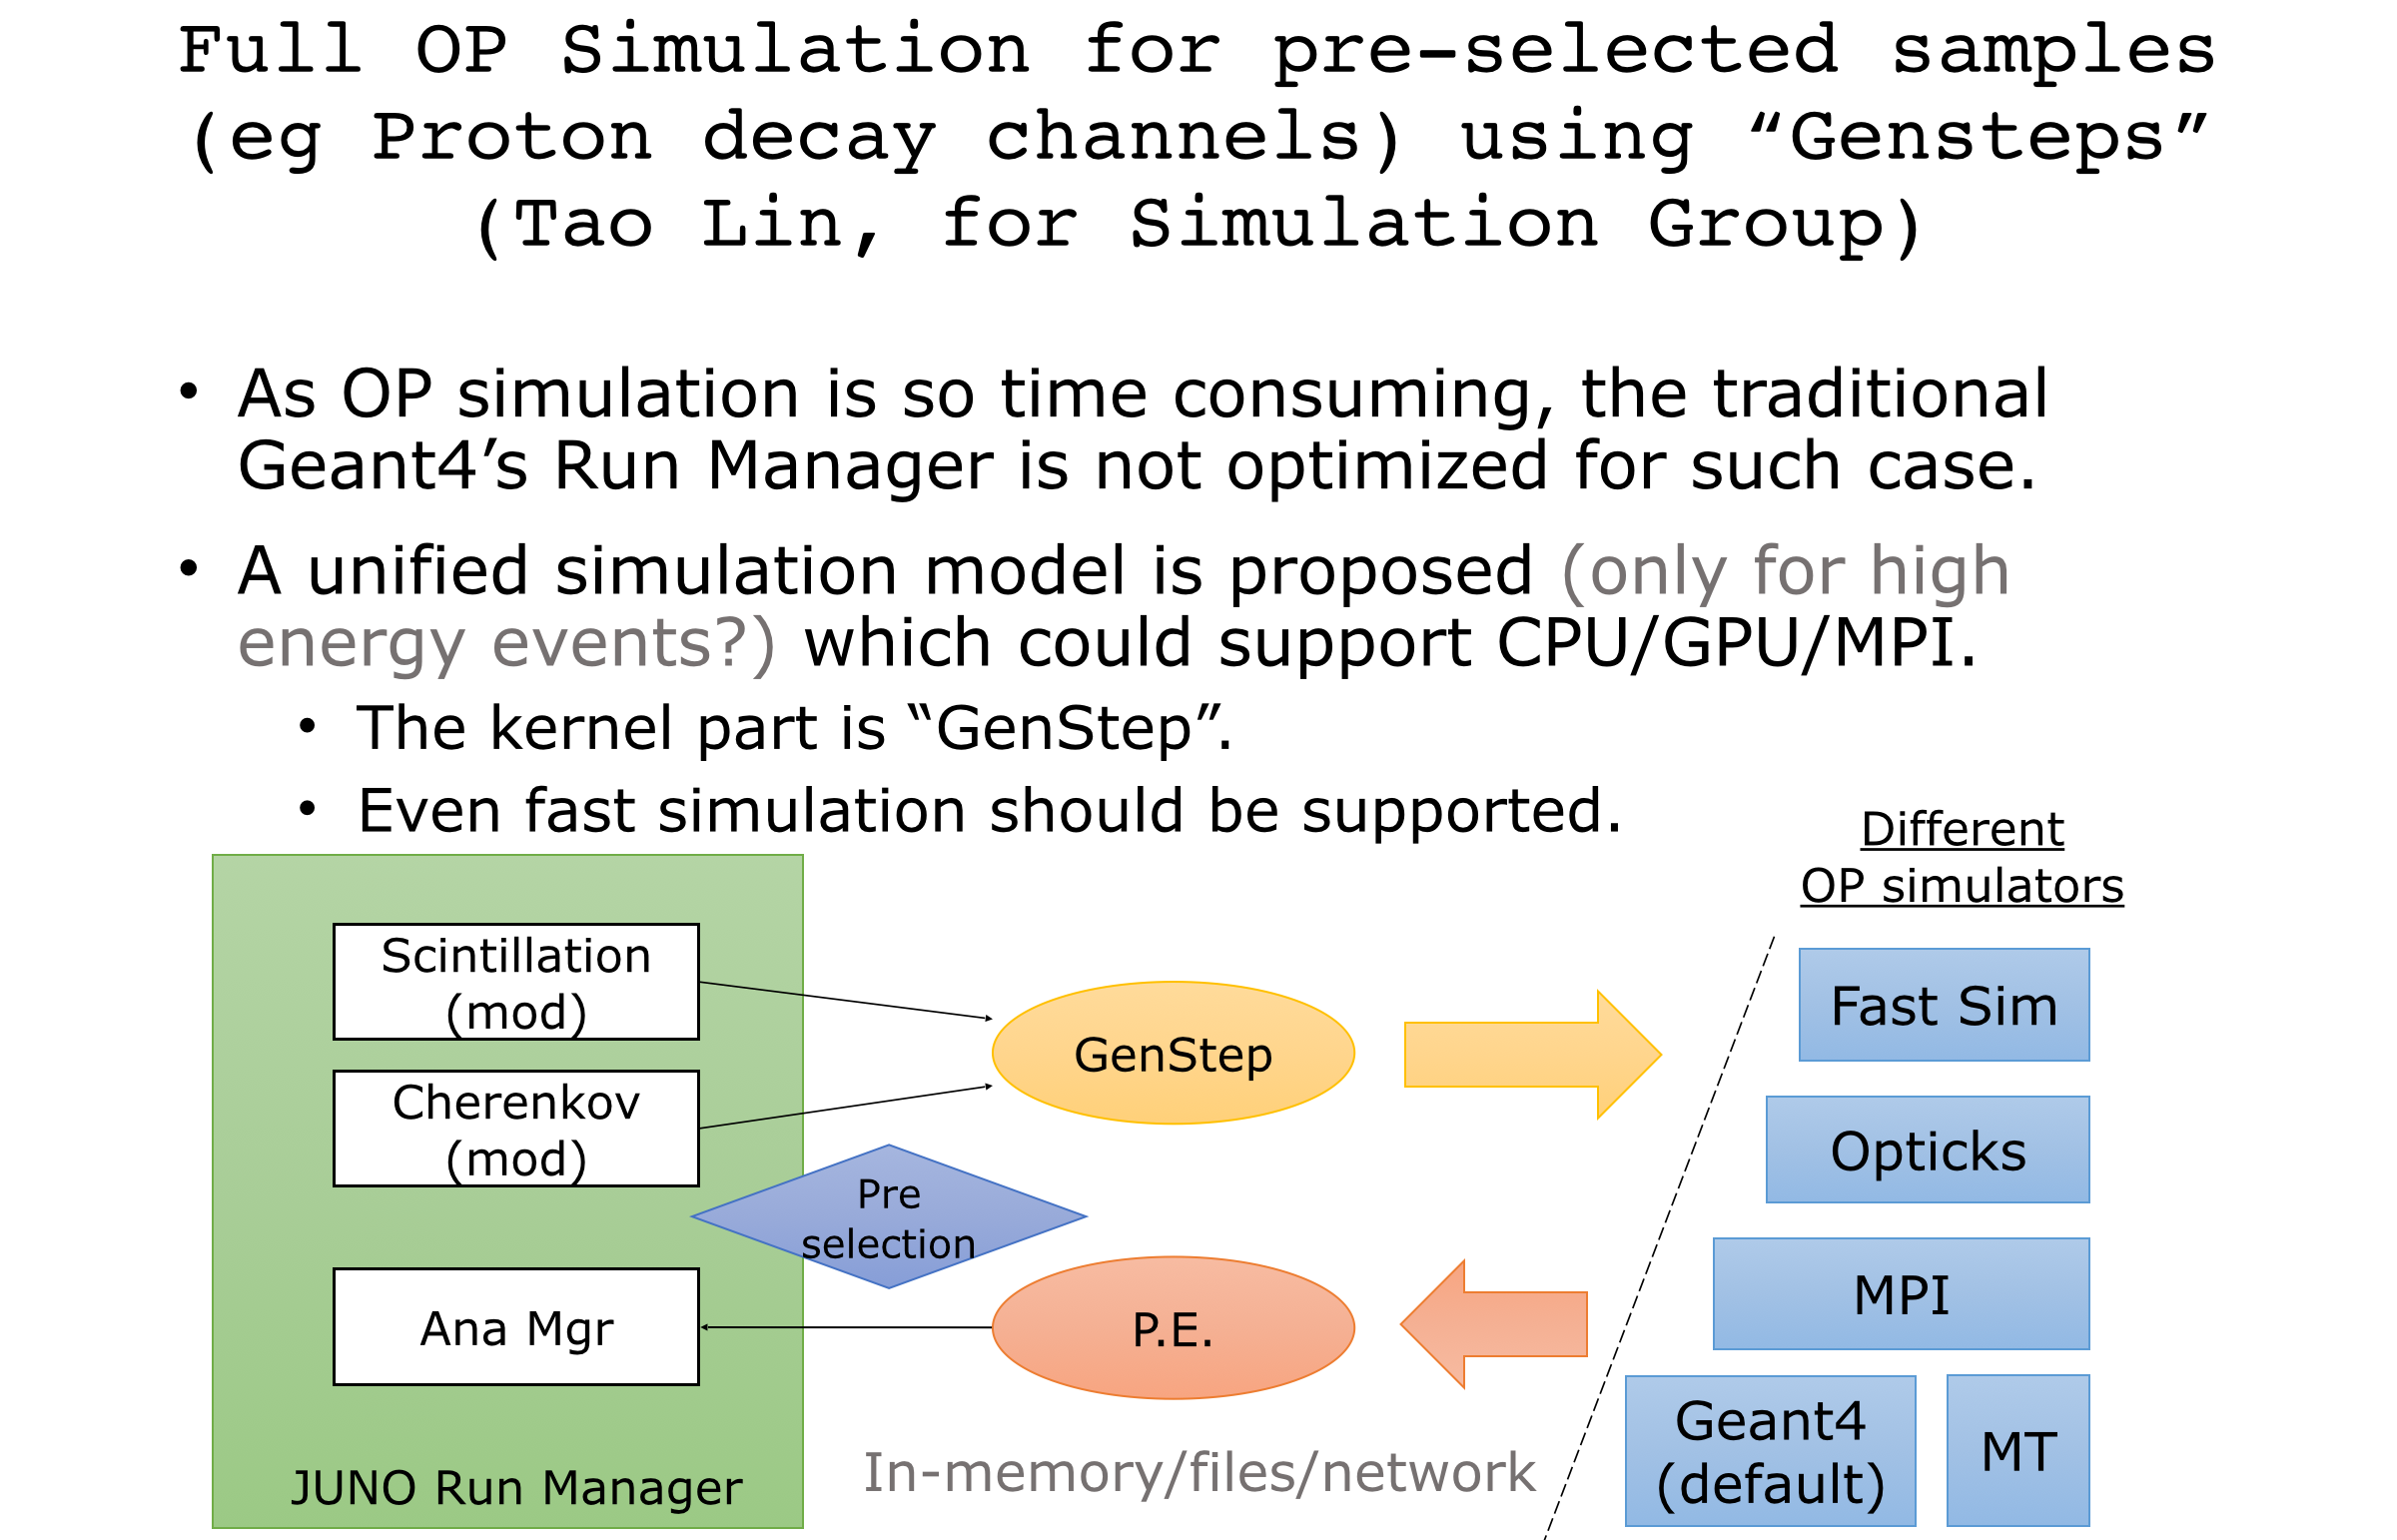 Full OP Simulation for pre-selected samples
(eg Proton decay channels) using “Gensteps”
(Tao Lin, for Simulation Group)
• As OP simulation is so time consuming, the traditional
Geant4’s Run Manager is not optimized for such case.
• A unified simulation model is proposed (only for high
energy events?) which could support CPU/GPU/MPI.
• The kernel part is “GenStep”.
• Even fast simulation should be supported.
Different
OP simulators
Scintillation
(mod)
Cherenkov
(mod)
Ana Mgr
JUNO Run Manager
Pre
selection
GenStep
P.E.
In-memory/files/network
Fast Sim
Opticks
MPI
Geant4
(default)
MT